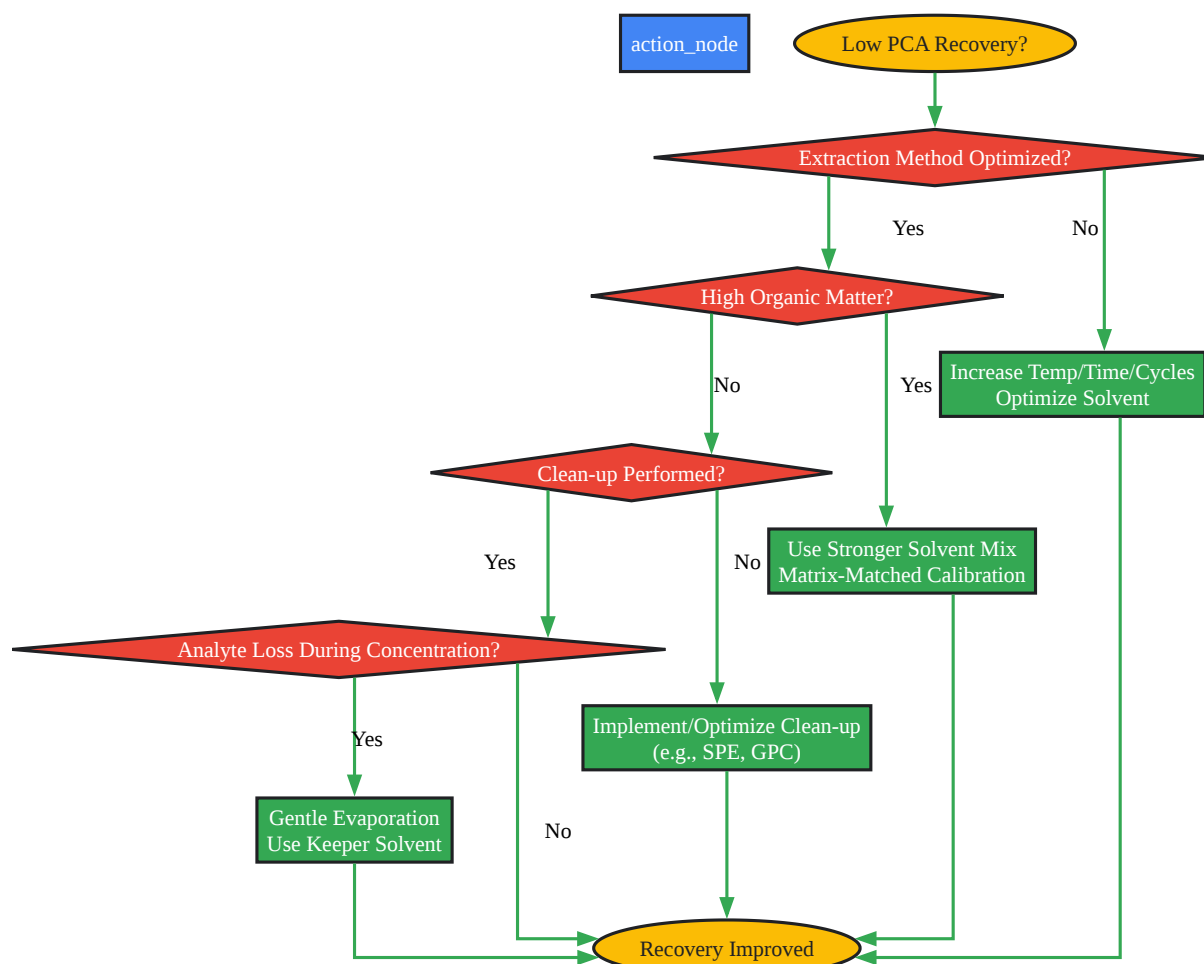 action_node
Low PCA Recovery?
Extraction Method Optimized?
Yes
No
High Organic Matter?
No
Yes
Increase Temp/Time/Cycles
Optimize Solvent
Clean-up Performed?
Yes
No
Use Stronger Solvent Mix
Matrix-Matched Calibration
Analyte Loss During Concentration?
Implement/Optimize Clean-up
(e.g., SPE, GPC)
Yes
Gentle Evaporation
Use Keeper Solvent
No
Recovery Improved